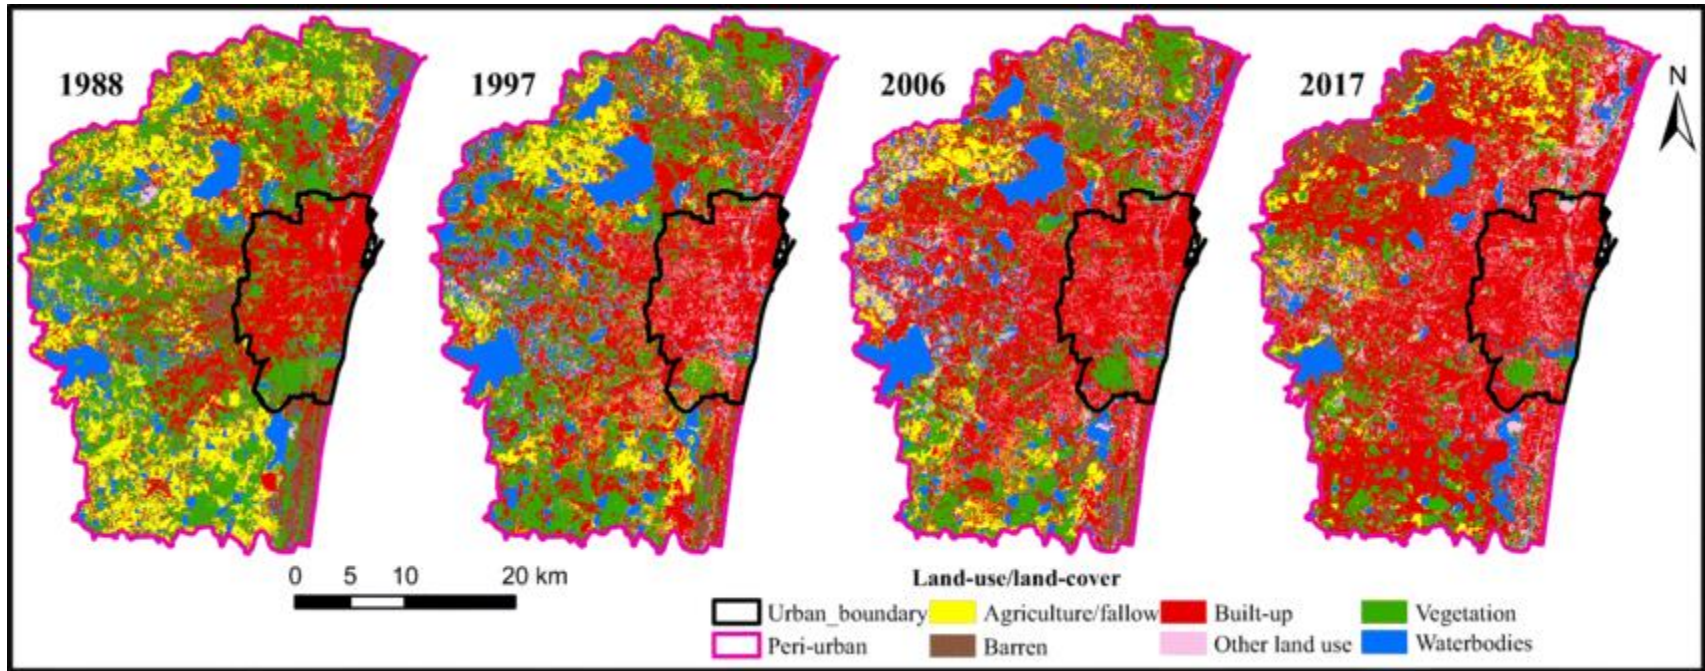 1988
1997
2006
2017
N
0 5 10 20 km
Land-use/land-cover
Urban_boundary Agriculture/fallow Built-up Vegetation
Peri-urban Barren Other land use Waterbodies